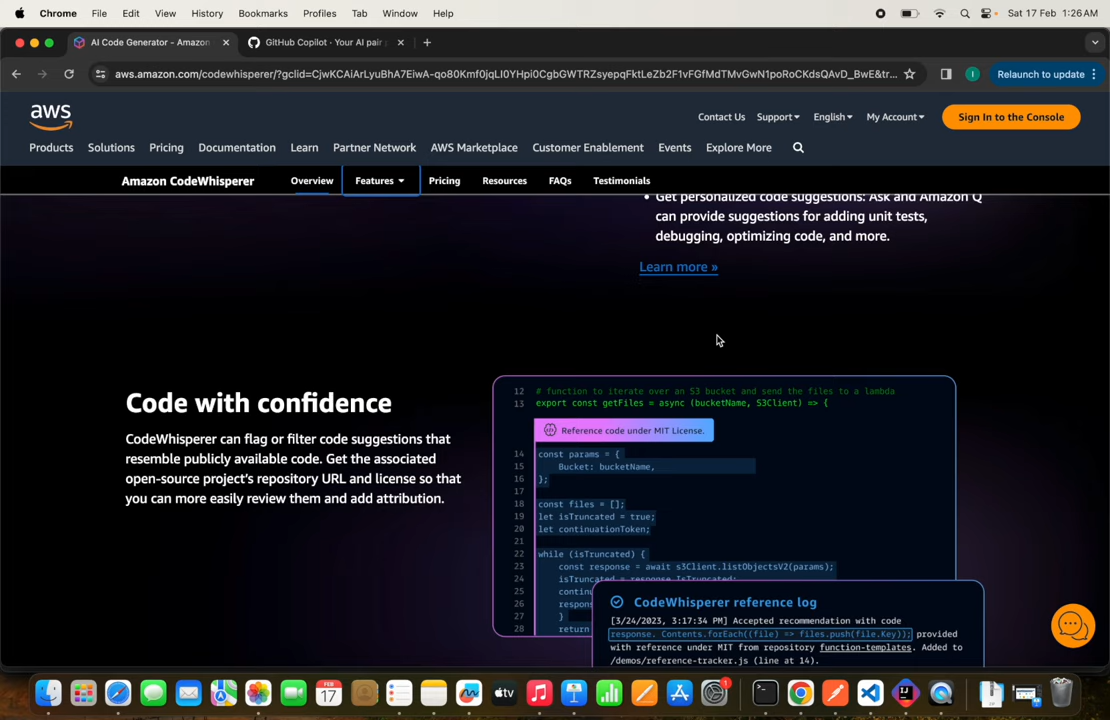 Chrome File Edit View History Bookmarks Profiles Tab Window Help Sat 17 Feb 1:26 AM
AI Code Generator - Amazon GitHub Copilot · Your AI pair
aws.amazon.com/codewhisperer/?gclid=CjwKCAiArLyuBhA7EiwA-qo80Kmf0jqLI0YHpi0CgbGWTRZsyepqFktLeZb2F1vFGfMdTMvGwN1poRoCKdsQAvD_BwE&tr... Relaunch to update
aws
Contact Us Support English My Account Sign In to the Console
Products Solutions Pricing Documentation Learn Partner Network AWS Marketplace Customer Enablement Events Explore More
Amazon CodeWhisperer Overview Features Pricing Resources FAQs Testimonials
• Get personalized code suggestions: Ask and Amazon Q
can provide suggestions for adding unit tests,
debugging, optimizing code, and more.
Learn more »
Code with confidence
CodeWhisperer can flag or filter code suggestions that
resemble publicly available code. Get the associated
open-source project's repository URL and license so that
you can more easily review them and add attribution.
12 # function to iterate over an S3 bucket and send the files to a lambda
13 export const getFiles = async (bucketName, S3Client) => {
Reference code under MIT License.
14 const params = {
15 Bucket: bucketName,
16 };
17
18 const files = [];
19 let isTruncated = true;
20 let continuationToken;
21
22 while (isTruncated) {
23 const response = await s3Client.listObjectsV2(params);
24 isTruncated = response.IsTruncated;
25 contin
26 respons
27 }
28 return
CodeWhisperer reference log
[3/24/2023, 3:17:34 PM] Accepted recommendation with code
response. Contents.forEach((file) => files.push(file.Key)); provided
with reference under MIT from repository function-templates. Added to
/demos/reference-tracker.js (line at 14).
FEB
17
tv
1